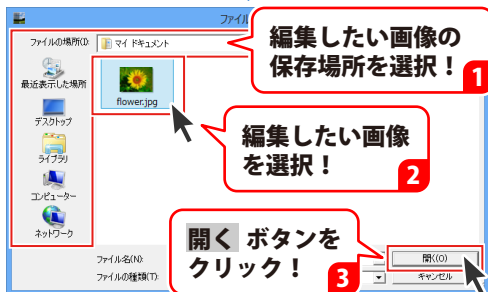 ファイル
ファイルの場所(I):
マイ ドキュメント
編集したい画像の
保存場所を選択！
1
最近表示した場所
デスクトップ
ライブラリ
コンピューター
ネットワーク
flower.jpg
編集したい画像
を選択！
2
開く ボタンを
クリック！
3
ファイル名(N):
ファイルの種類(T):
開く(O)
キャンセル